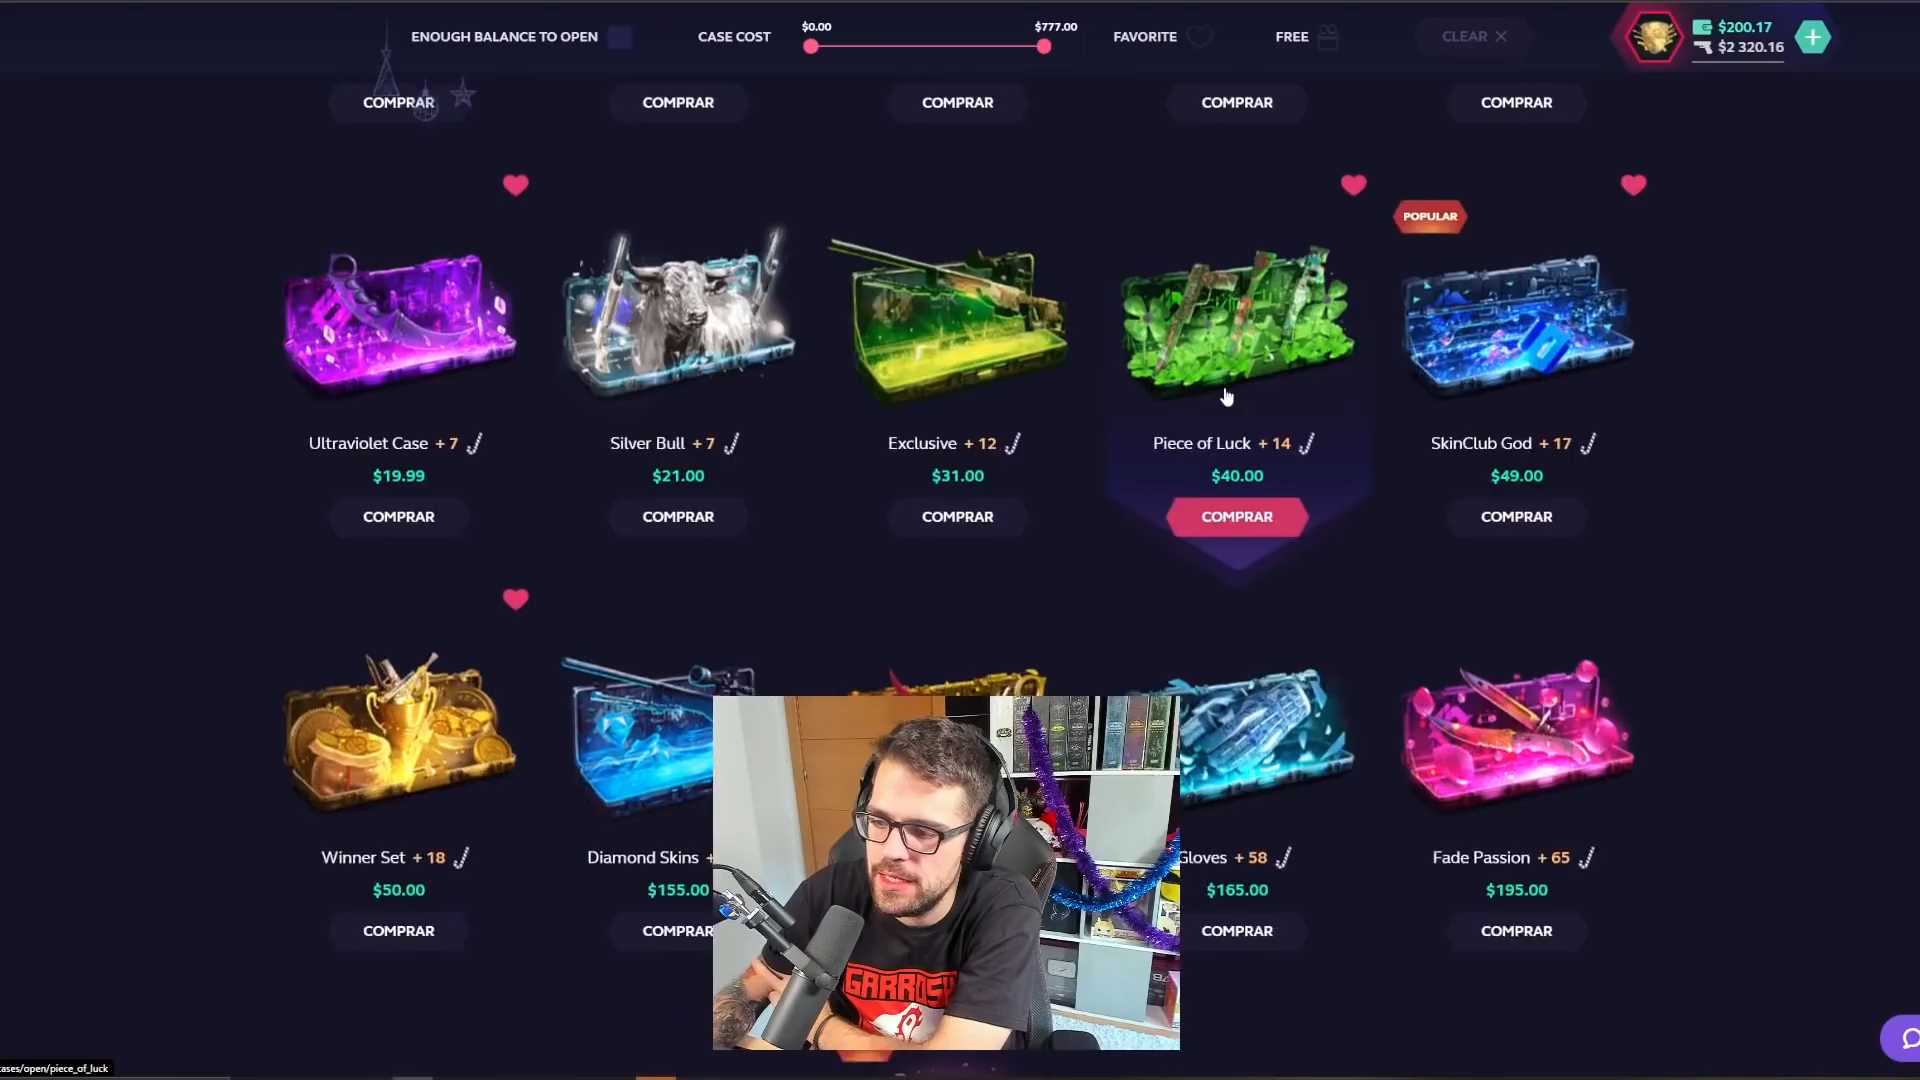 ENOUGH BALANCE TO OPEN
CASE COST
$0.00
$777.00
FAVORITE
FREE
CLEAR X
$200.17
$2 320.16
COMPRAR
COMPRAR
COMPRAR
COMPRAR
COMPRAR
POPULAR
Ultraviolet Case + 7
Silver Bull + 7
Exclusive + 12
Piece of Luck + 14
SkinClub God + 17
$19.99
$21.00
$31.00
$40.00
$49.00
COMPRAR
COMPRAR
COMPRAR
COMPRAR
COMPRAR
Winner Set + 18
Diamond Skins +
Gloves + 58
Fade Passion + 65
$50.00
$155.00
$165.00
$195.00
COMPRAR
COMPRAR
COMPRAR
COMPRAR
GARROSH
cases/open/piece_of_luck